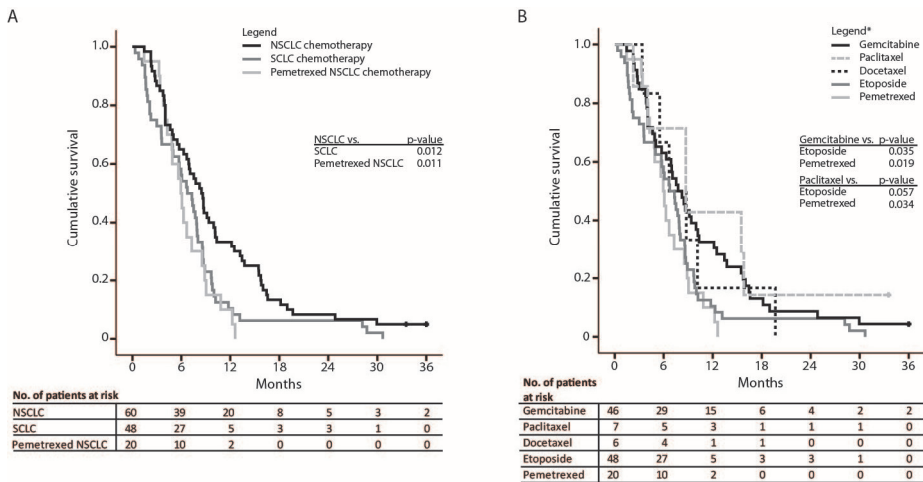 A
Legend
NSCLC chemotherapy
SCLC chemotherapy
Pemetrexed NSCLC chemotherapy
NSCLC vs. p-value
SCLC 0.012
Pemetrexed NSCLC 0.011
Cumulative survival
1.0
0.8
0.6
0.4
0.2
0
0 6 12 18 24 30 36
Months
No. of patients at risk
NSCLC 60 39 20 8 5 3 2
SCLC 48 27 5 3 3 1 0
Pemetrexed NSCLC 20 10 2 0 0 0 0
B
Legend*
Gemcitabine
Paclitaxel
Docetaxel
Etoposide
Pemetrexed
Gemcitabine vs. p-value
Etoposide 0.035
Pemetrexed 0.019
Paclitaxel vs. p-value
Etoposide 0.057
Pemetrexed 0.034
Cumulative survival
1.0
0.8
0.6
0.4
0.2
0
0 6 12 18 24 30 36
Months
No. of patients
at risk
Gemcitabine 46 29 15 6 4 2 2
Paclitaxel 7 5 3 1 1 1 0
Docetaxel 6 4 1 1 0 0 0
Etoposide 48 27 5 3 3 1 0
Pemetrexed 20 10 2 0 0 0 0